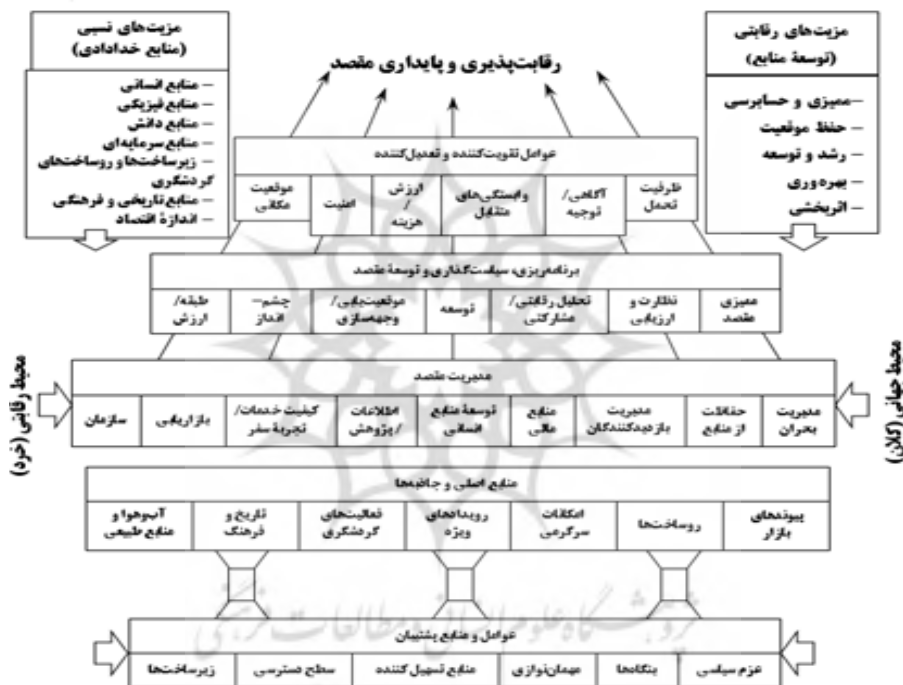 مزیت‌های رقابتی
(توسعهٔ منابع)
–ممیزی و حسابرسی
– حفظ موقعیت
– رشد و توسعه
– بهره‌وری
– اثربخشی
مزیت‌های نسبی
(منابع خدادادی)
– منابع انسانی
– منابع فیزیکی
– منابع دانش
– منابع سرمایه‌ای
– زیرساخت‌ها و روساخت‌های
گردشگری
– منابع تاریخی و فرهنگی
– اندازهٔ اقتصاد
رقابت‌پذیری و پایداری مقصد
عوامل تقویت‌کننده و تعدیل‌کننده
ظرفیت
تحمل
آگاهی/
توجیه
وابستگی‌های
متقابل
ارزش
/
هزینه
امنیت
موقعیت
مکانی
برنامه‌ریزی، سیاست‌گذاری و توسعهٔ مقصد
ممیزی
مقصد
نظارت و
ارزیابی
تحلیل رقابتی/
مشارکتی
توسعه
موقعیت‌یابی/
وجهه‌سازی
چشم–
انداز
طبقه/
ارزش
محیط جهانی (کلان)
محیط رقابتی (خرد)
مدیریت مقصد
مدیریت
بحران
حفاظت
از منابع
مدیریت
بازدیدکنندگان
منابع
مالی
توسعهٔ منابع
انسانی
اطلاعات
/ پژوهش
کیفیت خدمات/
تجربهٔ سفر
بازاریابی
سازمان
منابع اصلی و جاذبه‌ها
پیوندهای
بازار
روساخت‌ها
امکانات
سرگرمی
رویدادهای
ویژه
فعالیت‌های
گردشگری
تاریخ و
فرهنگ
آب‌وهوا و
منابع طبیعی
پژوهشگاه علوم انسانی و مطالعات فرهنگی
عوامل و منابع پشتیبان
عزم سیاسی
بنگاه‌ها
مهمان‌نوازی
منابع تسهیل کننده
سطح دسترسی
زیرساخت‌ها